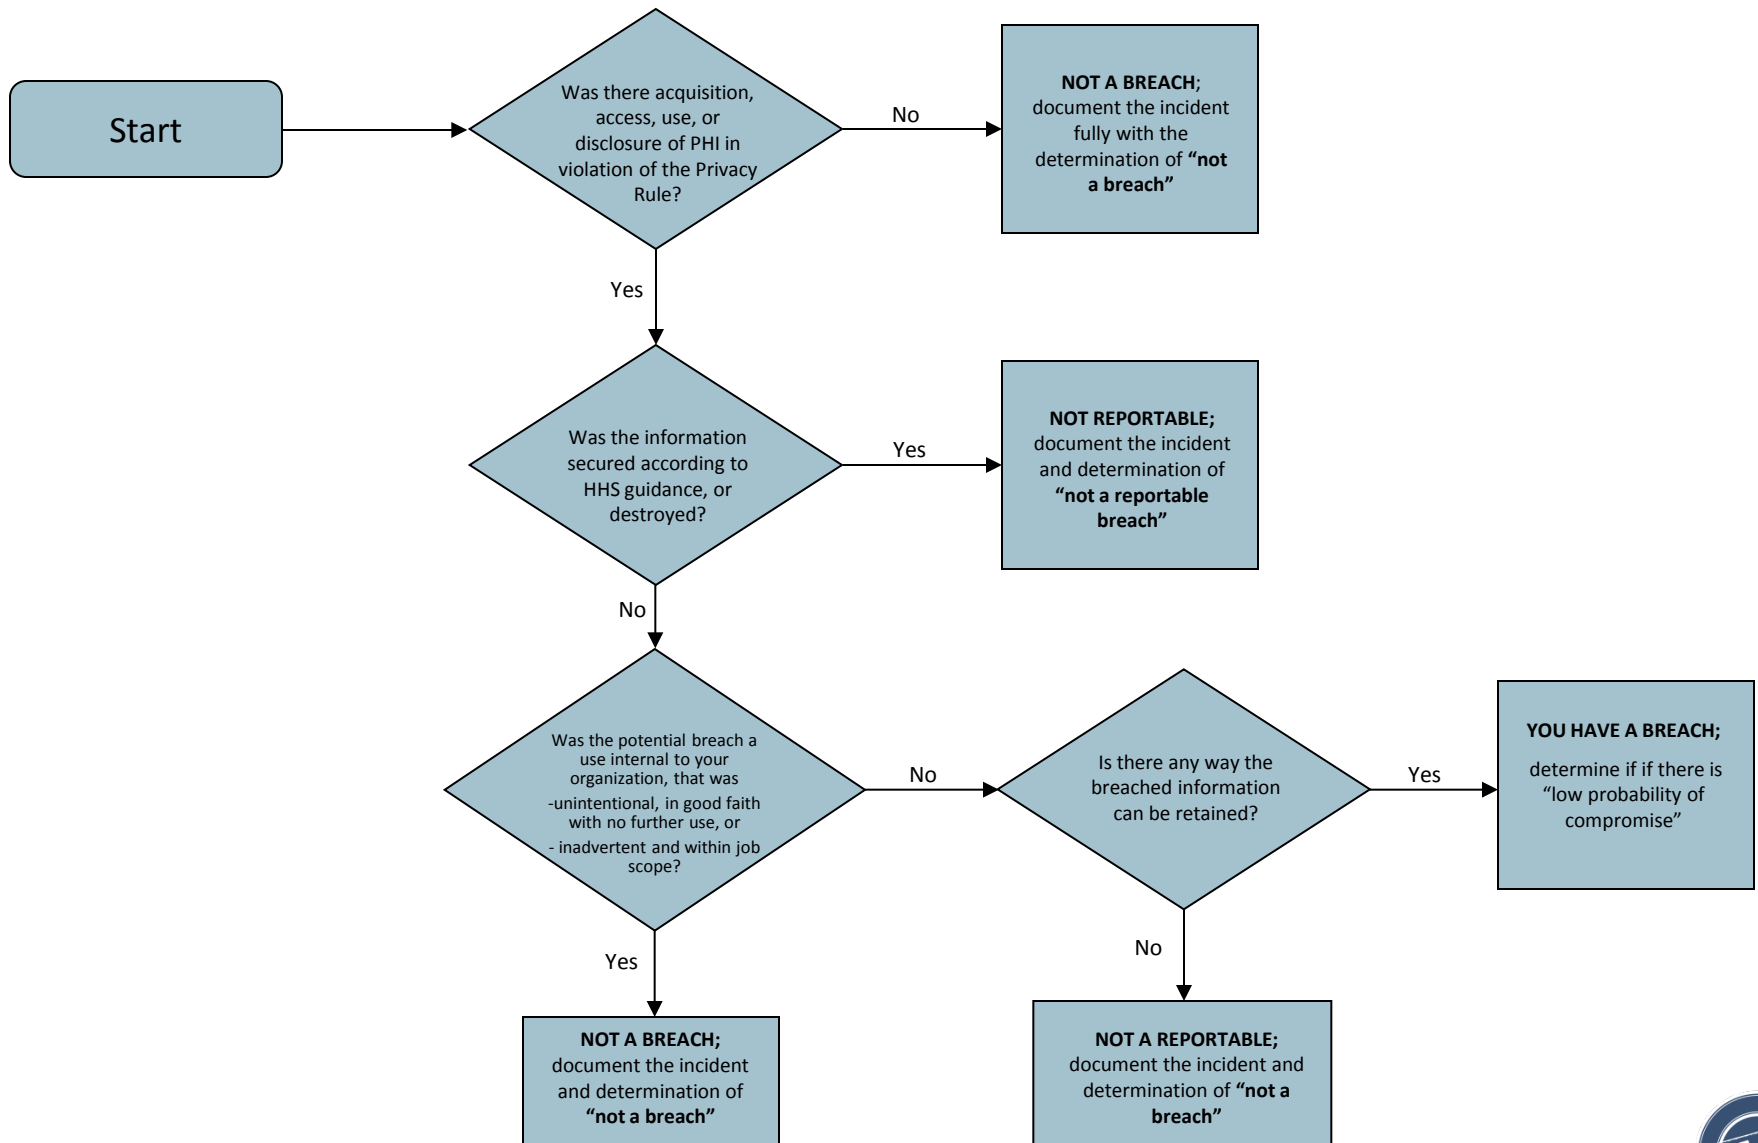 Start
Was there acquisition,
access, use, or
disclosure of PHI in
violation of the Privacy
Rule?
No
NOT A BREACH;
document the incident
fully with the
determination of “not
a breach”
Yes
Was the information
secured according to
HHS guidance, or
destroyed?
Yes
NOT REPORTABLE;
document the incident
and determination of
“not a reportable
breach”
No
Was the potential breach a
use internal to your
organization, that was
-unintentional, in good faith
with no further use, or
- inadvertent and within job
scope?
No
Is there any way the
breached information
can be retained?
Yes
YOU HAVE A BREACH;
determine if if there is
“low probability of
compromise”
Yes
NOT A BREACH;
document the incident
and determination of
“not a breach”
No
NOT A REPORTABLE;
document the incident and
determination of “not a
breach”